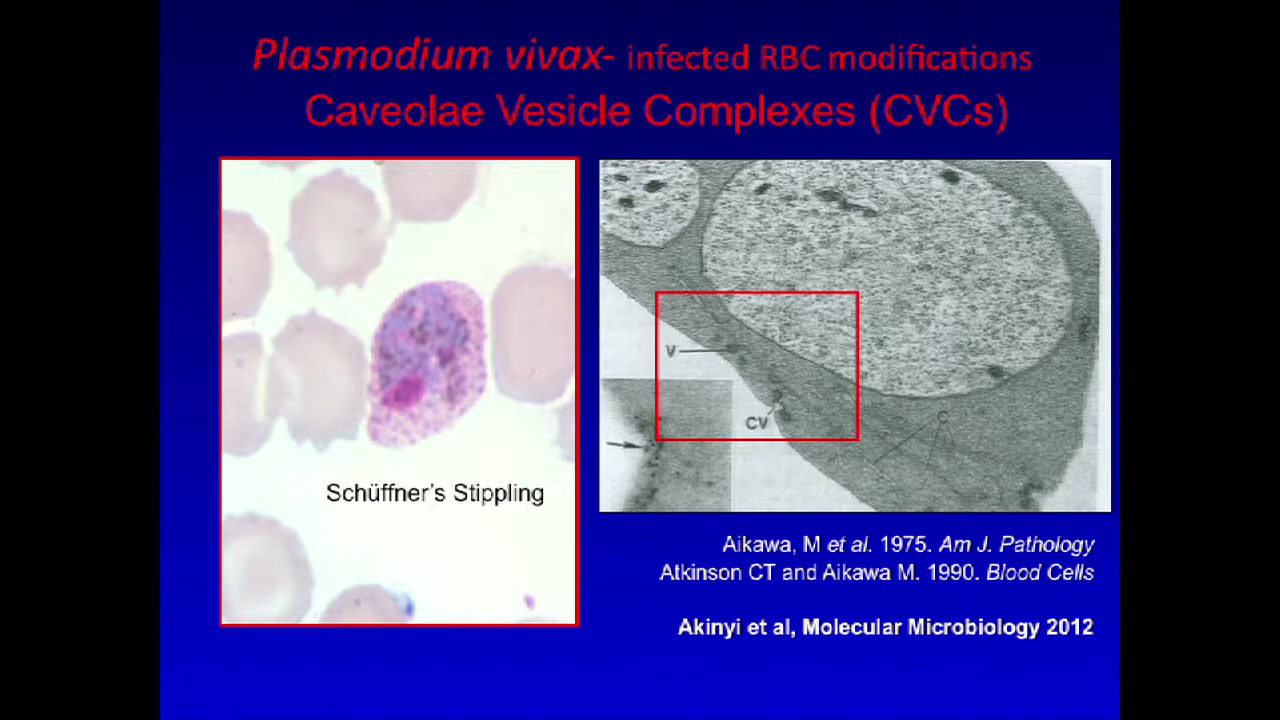 Plasmodium vivax- infected RBC modifications
Caveolae Vesicle Complexes (CVCs)
V
CV
C
Schüffner's Stippling
Aikawa, M et al. 1975. Am J. Pathology
Atkinson CT and Aikawa M. 1990. Blood Cells
Akinyi et al, Molecular Microbiology 2012